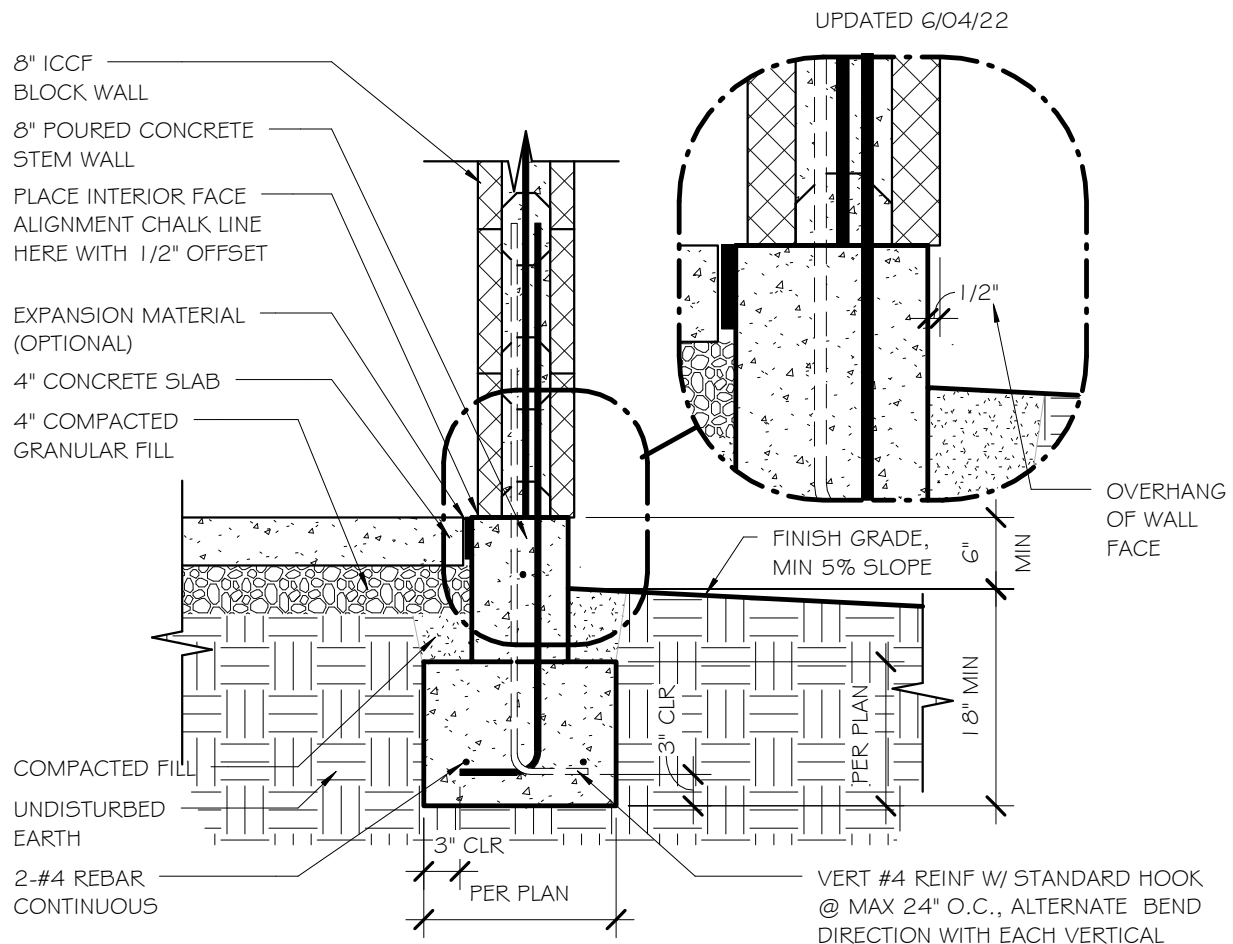 UPDATED 6/04/22
8" ICCF
BLOCK WALL
8" POURED CONCRETE
STEM WALL
PLACE INTERIOR FACE
ALIGNMENT CHALK LINE
HERE WITH 1/2" OFFSET
EXPANSION MATERIAL
(OPTIONAL)
4" CONCRETE SLAB
4" COMPACTED
GRANULAR FILL
1/2"
OVERHANG
OF WALL
FACE
FINISH GRADE,
MIN 5% SLOPE
6"
MIN
18" MIN
PER PLAN
3" CLR
COMPACTED FILL
UNDISTURBED
EARTH
2-#4 REBAR
CONTINUOUS
3" CLR
PER PLAN
VERT #4 REINF W/ STANDARD HOOK
@ MAX 24" O.C., ALTERNATE BEND
DIRECTION WITH EACH VERTICAL